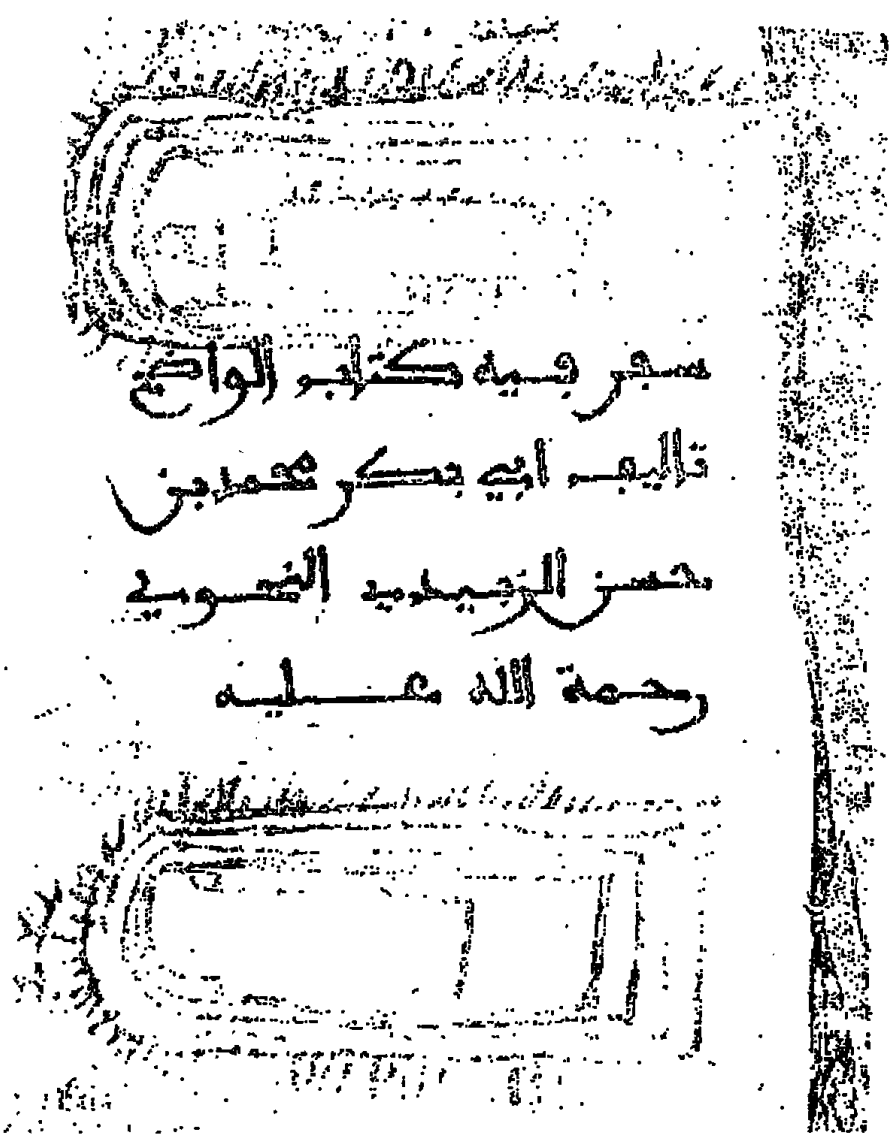 سفر فيه كتاب الواضح
تاليف ابي بكر محمد بن
حسن الزبيدي النحوي
رحمة الله عليه